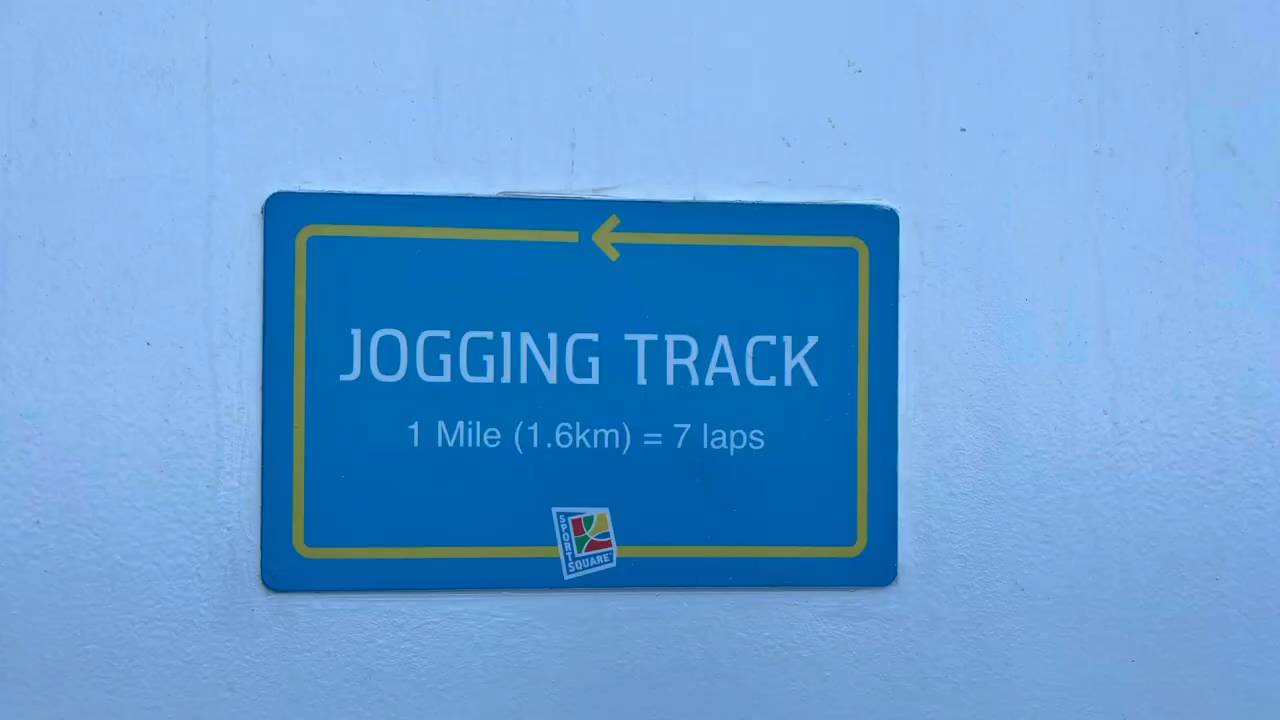 JOGGING TRACK
1 Mile (1.6km) = 7 laps
SPORT
SQUARE